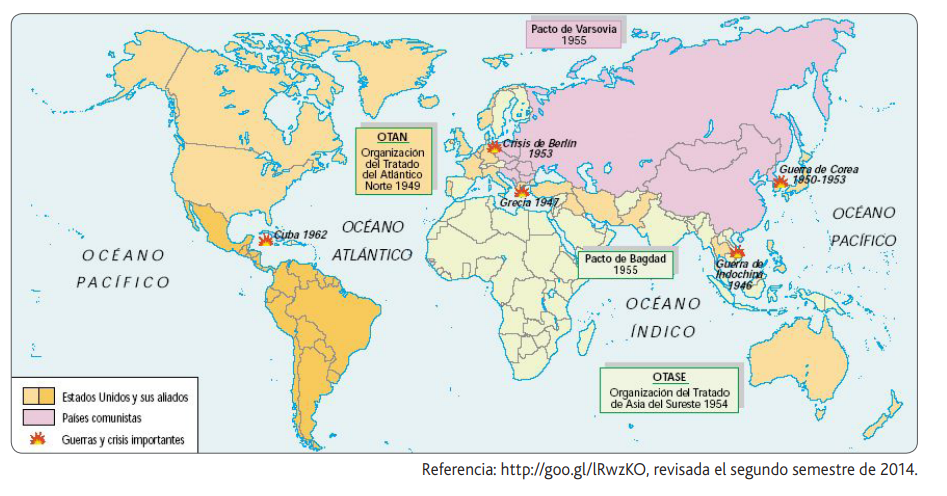 Pacto de Varsovia
1955
OTAN
Organización
del Tratado
del Atlántico
Norte 1949
Crisis de Berlín
1953
Guerra de Corea
1950-1953
Grecia 1947
Cuba 1962
OCÉANO
ATLÁNTICO
OCÉANO
PACÍFICO
OCÉANO
PACÍFICO
Pacto de Bagdad
1955
Guerra de
Indochina
1946
OCÉANO
ÍNDICO
OTASE
Organización del Tratado
de Asia del Sureste 1954
Estados Unidos y sus aliados
Países comunistas
Guerras y crisis importantes
Referencia: http://goo.gl/lRwzKO, revisada el segundo semestre de 2014.